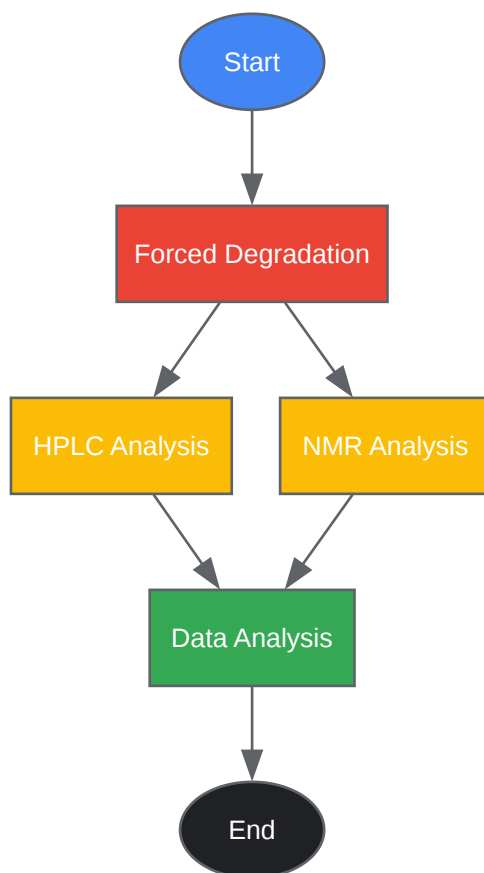 Start
Forced Degradation
HPLC Analysis
NMR Analysis
Data Analysis
End